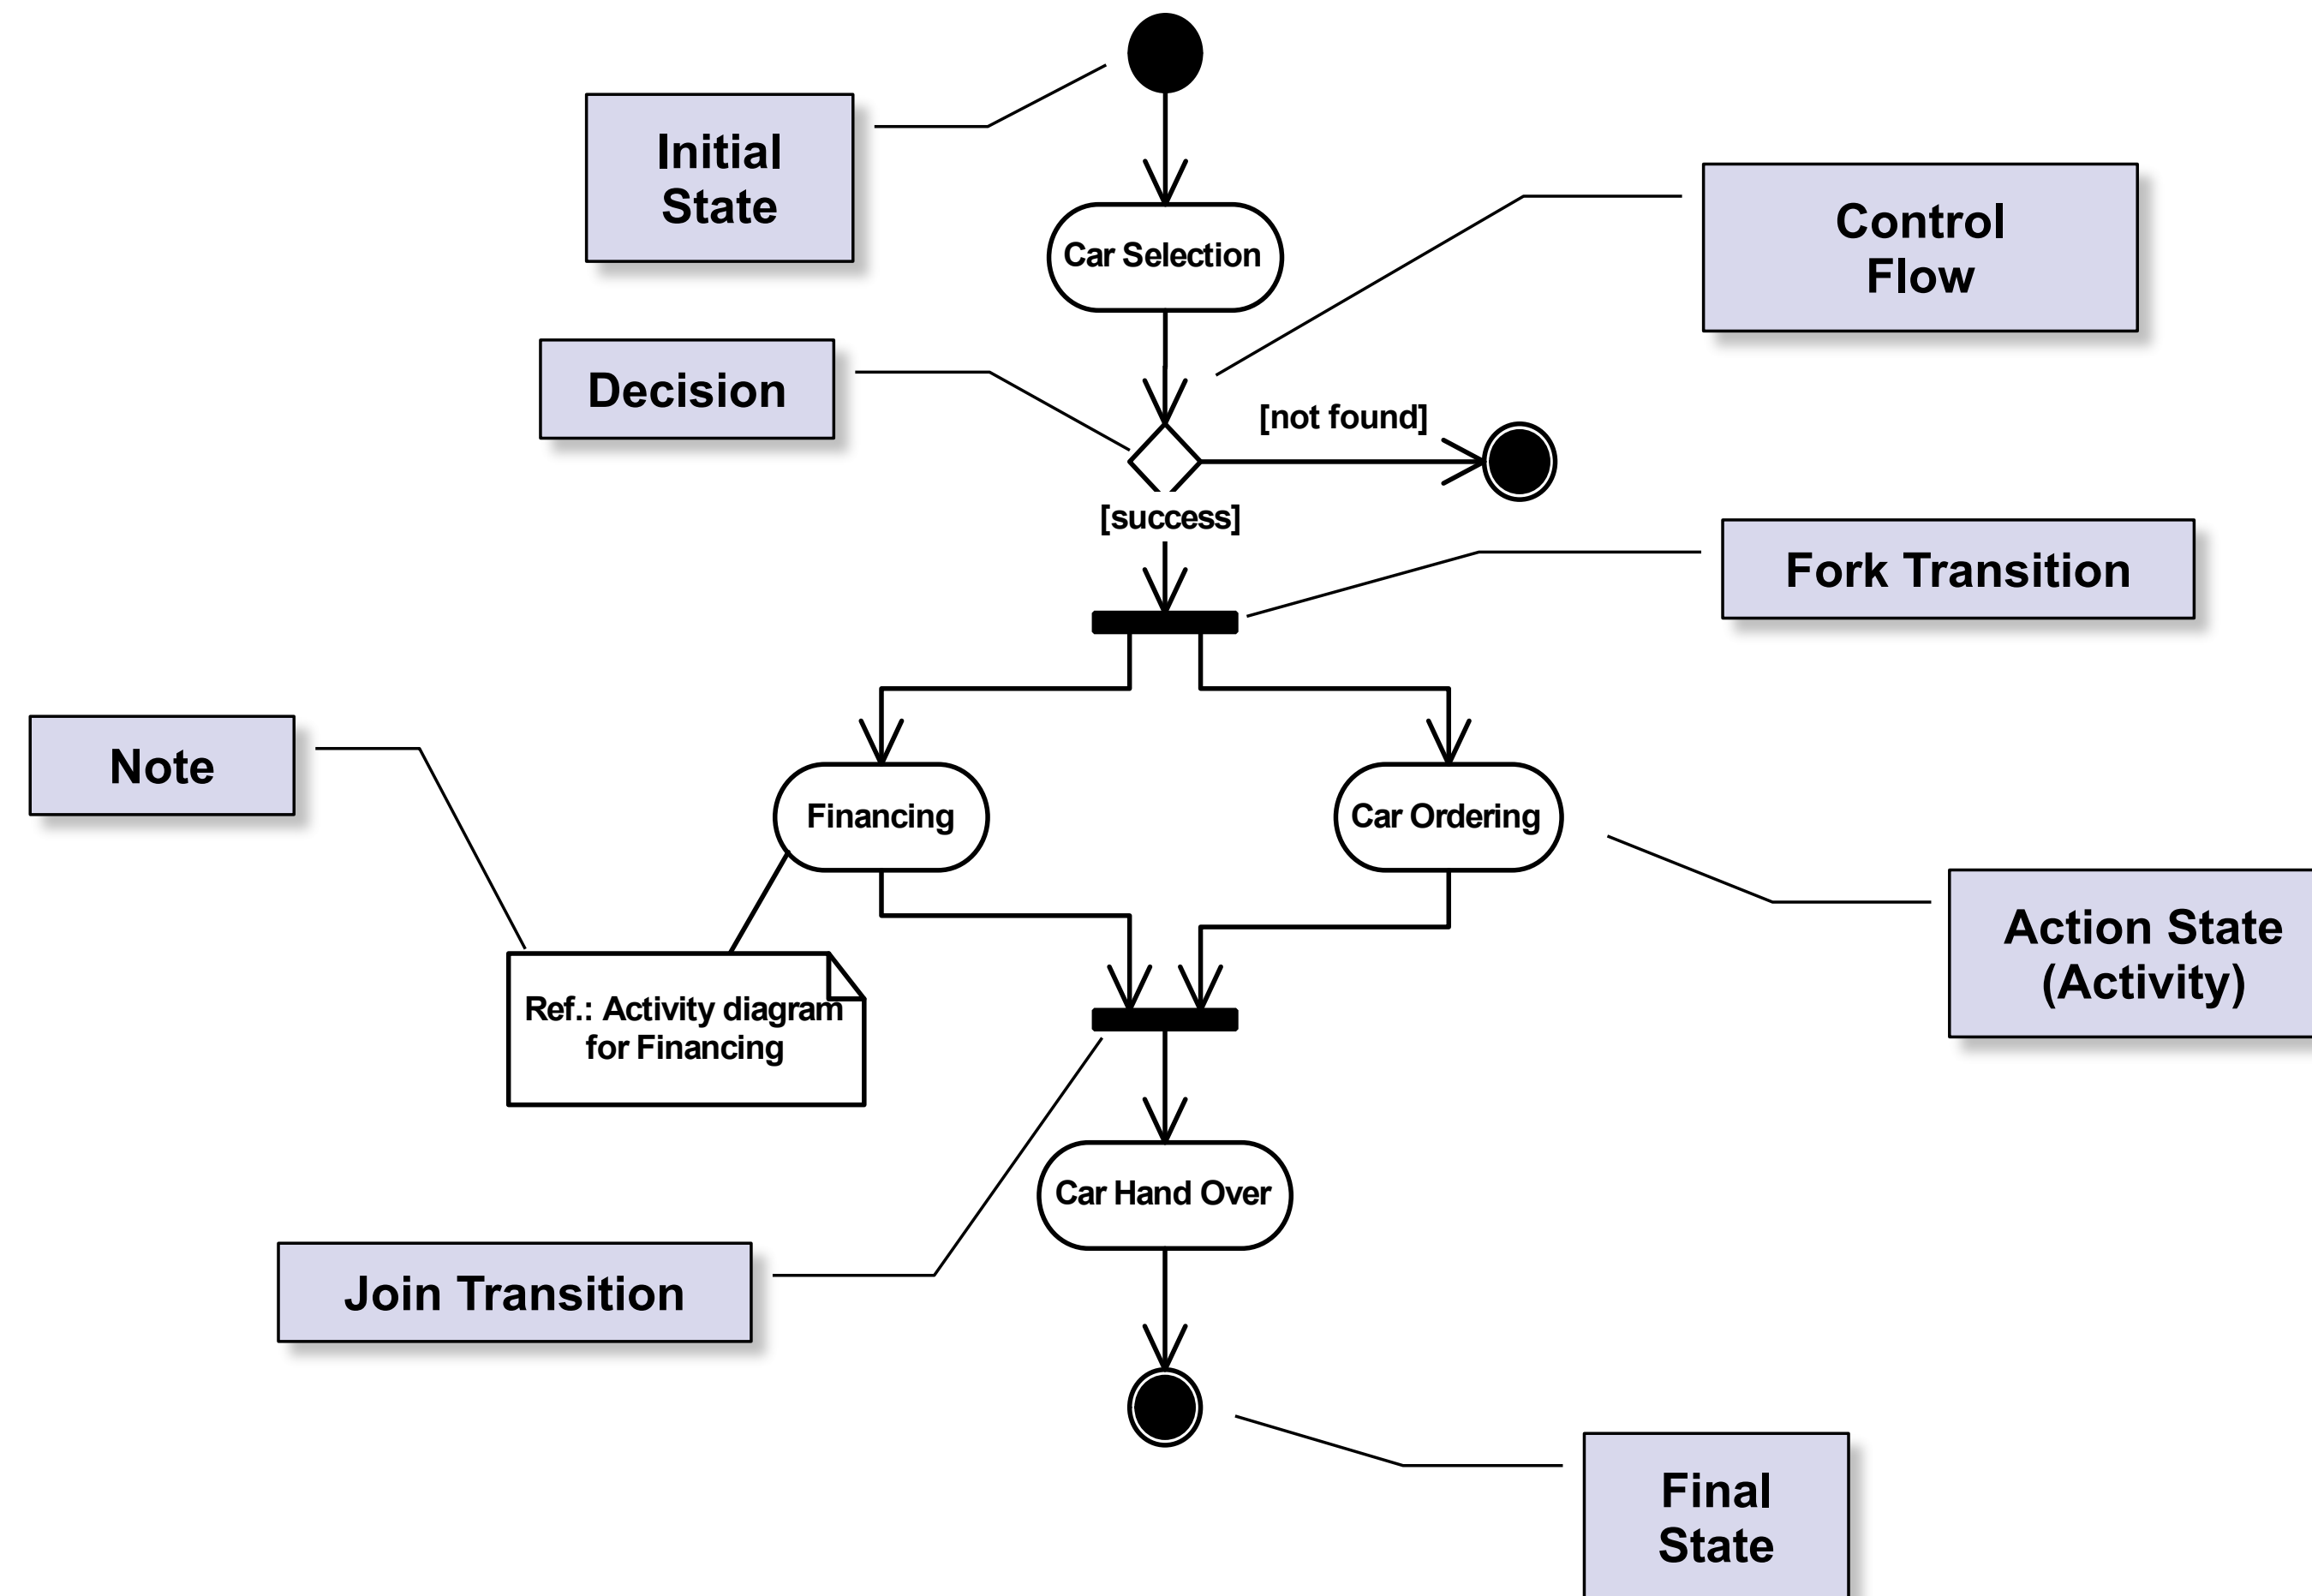 Initial
State
Car Selection
Control
Flow
Decision
[not found]
[success]
Fork Transition
Note
Financing
Car Ordering
Action State
(Activity)
Ref.: Activity diagram
for Financing
Car Hand Over
Join Transition
Final
State